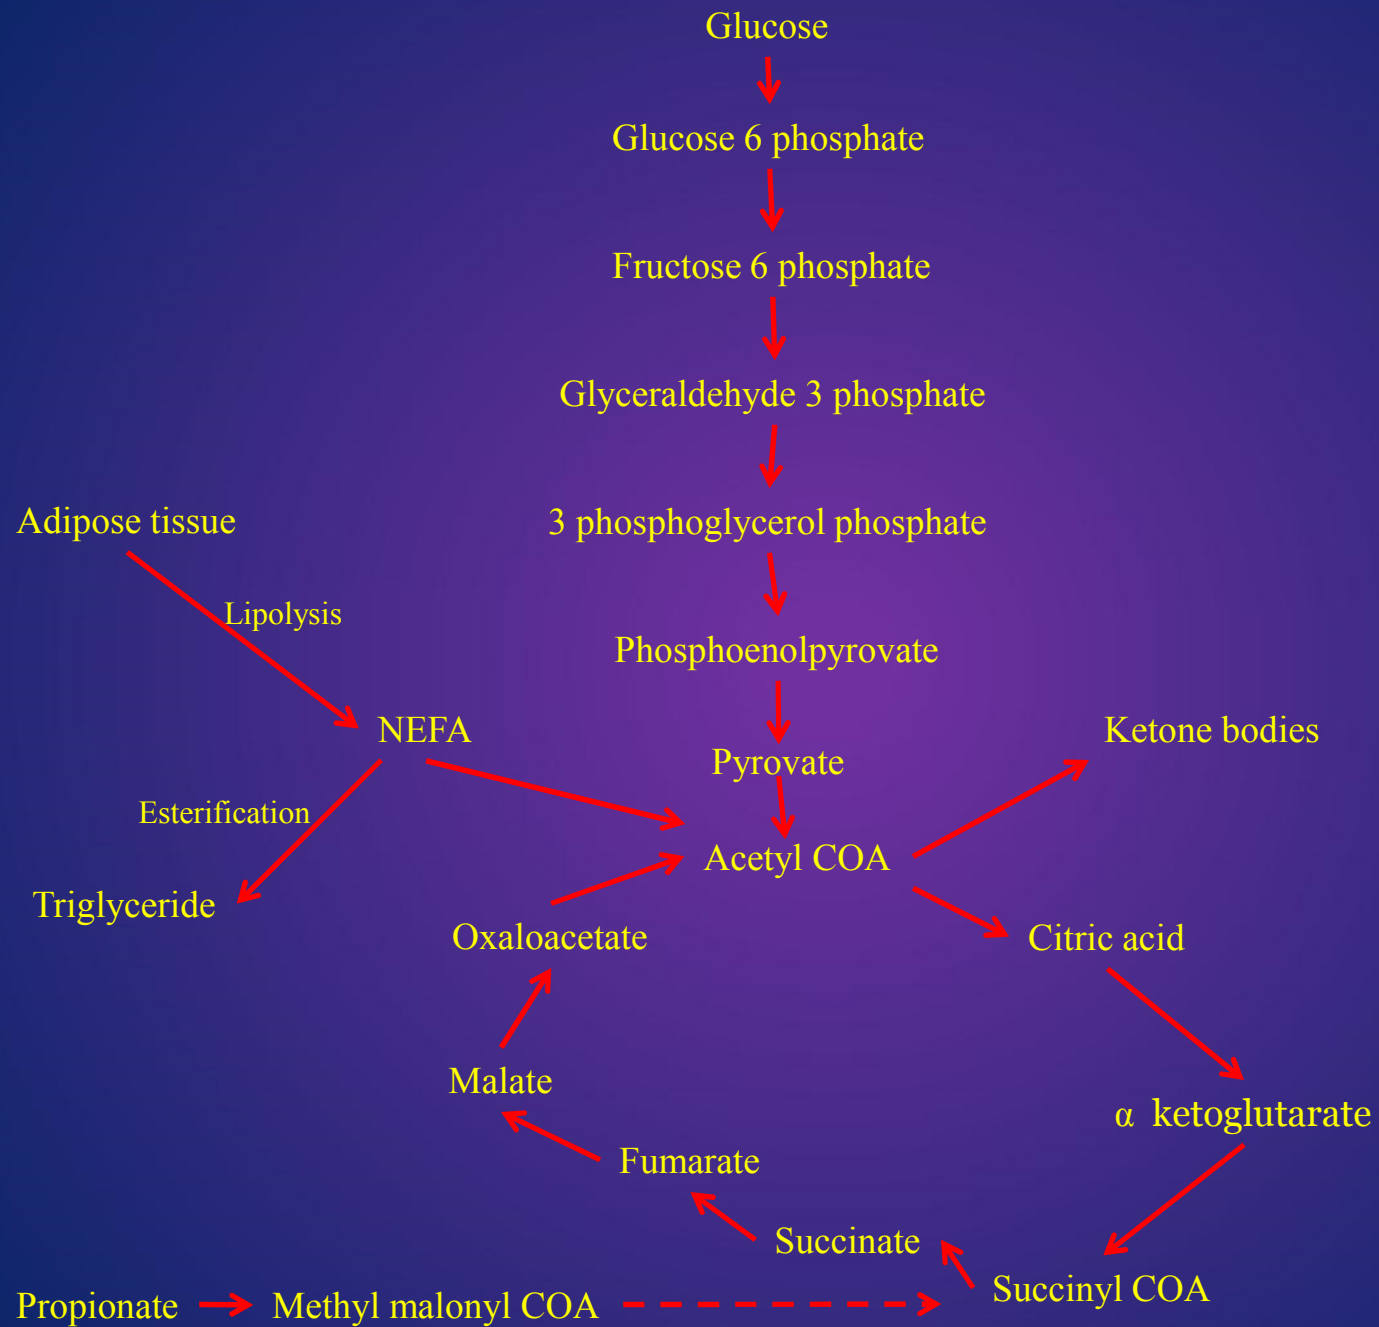 Glucose
Glucose 6 phosphate
Fructose 6 phosphate
Glyceraldehyde 3 phosphate
Adipose tissue
3 phosphoglycerol phosphate
Lipolysis
Phosphoenolpyrovate
NEFA
Ketone bodies
Pyrovate
Esterification
Acetyl COA
Triglyceride
Oxaloacetate
Citric acid
Malate
α ketoglutarate
Fumarate
Succinate
Succinyl COA
Propionate
Methyl malonyl COA